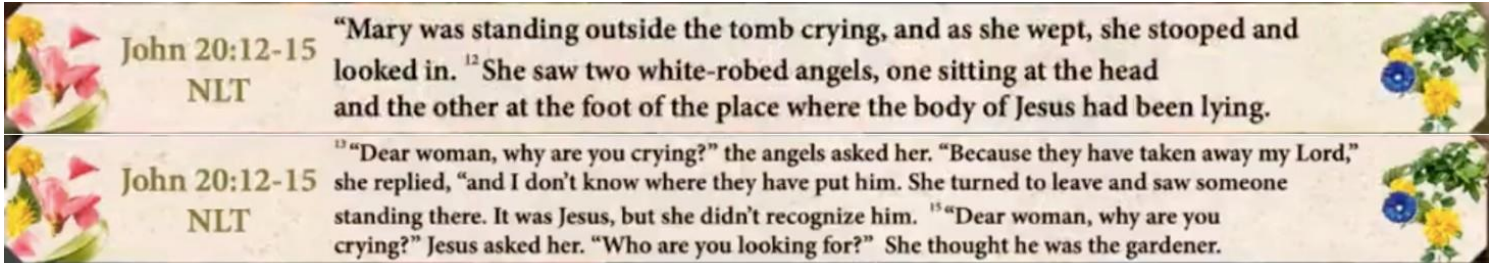 John 20:12-15
NLT
“Mary was standing outside the tomb crying, and as she wept, she stooped and
looked in. 12 She saw two white-robed angels, one sitting at the head
and the other at the foot of the place where the body of Jesus had been lying.
John 20:12-15
NLT
13 “Dear woman, why are you crying?” the angels asked her. “Because they have taken away my Lord,”
she replied, “and I don’t know where they have put him. She turned to leave and saw someone
standing there. It was Jesus, but she didn’t recognize him. 15 “Dear woman, why are you
crying?” Jesus asked her. “Who are you looking for?” She thought he was the gardener.